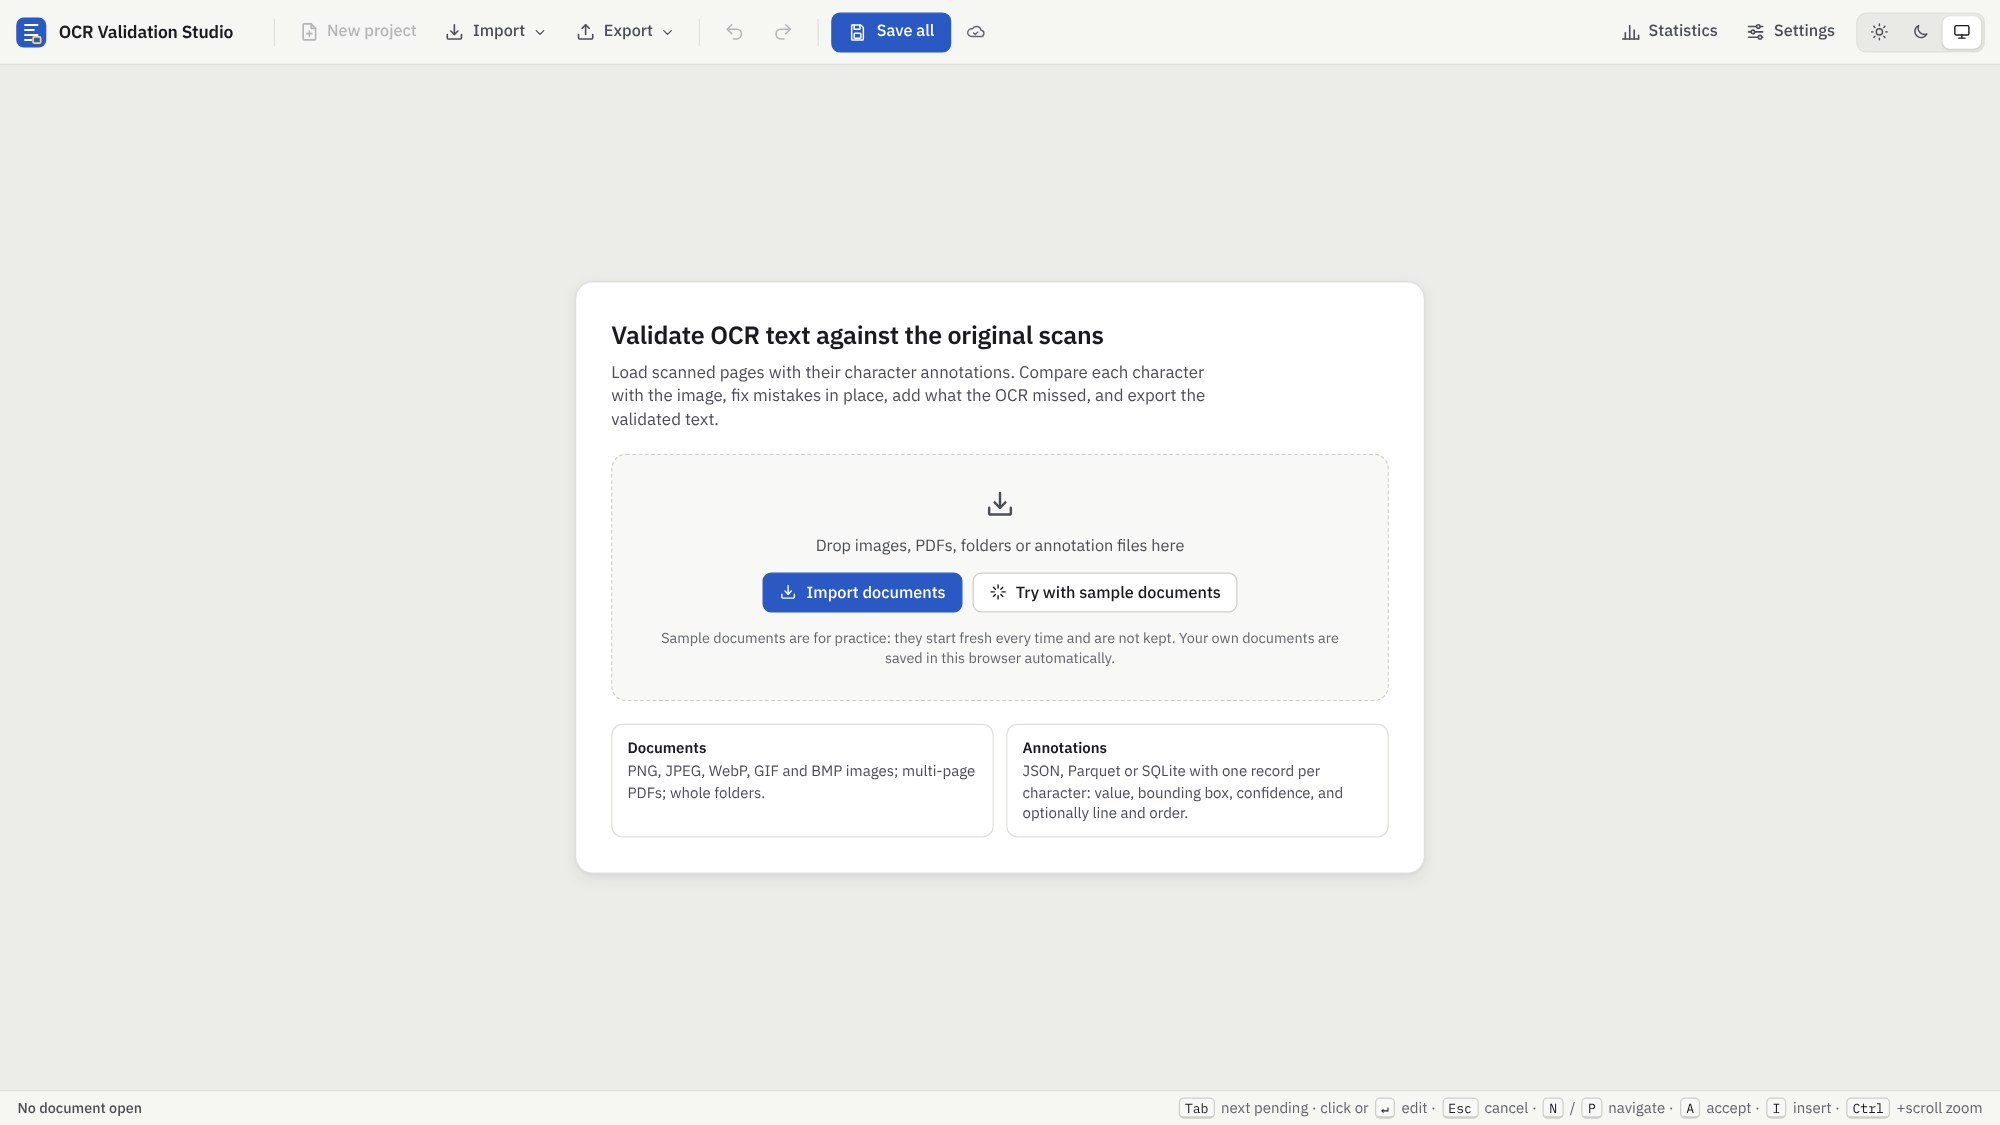 OCR Validation Studio
New project
Import
Export
Save all
Statistics
Settings
Validate OCR text against the original scans
Load scanned pages with their character annotations. Compare each character
with the image, fix mistakes in place, add what the OCR missed, and export the
validated text.
Drop images, PDFs, folders or annotation files here
Import documents
Try with sample documents
Sample documents are for practice: they start fresh every time and are not kept. Your own documents are
saved in this browser automatically.
Documents
PNG, JPEG, WebP, GIF and BMP images; multi-page
PDFs; whole folders.
Annotations
JSON, Parquet or SQLite with one record per
character: value, bounding box, confidence, and
optionally line and order.
No document open
Tab next pending · click or ↵ edit · Esc cancel · N / P navigate · A accept · I insert · Ctrl +scroll zoom